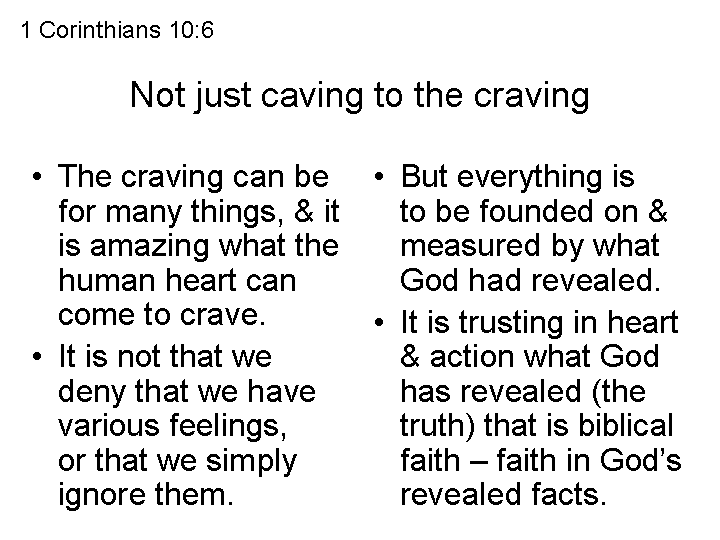 1 Corinthians 10:6
Not just caving to the craving
• The craving can be
for many things, & it
is amazing what the
human heart can
come to crave.
• It is not that we
deny that we have
various feelings,
or that we simply
ignore them.
• But everything is
to be founded on &
measured by what
God had revealed.
• It is trusting in heart
& action what God
has revealed (the
truth) that is biblical
faith – faith in God’s
revealed facts.